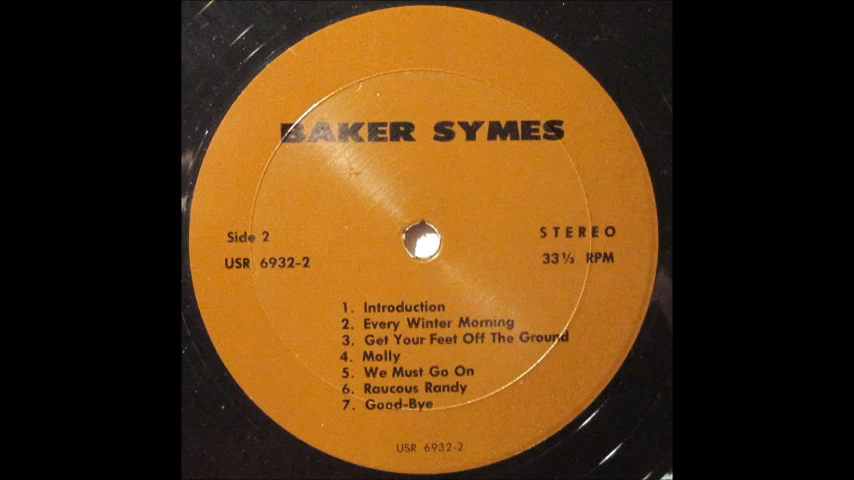 BAKER SYMES
Side 2
STEREO
USR 6932-2
33⅓ RPM
1. Introduction
2. Every Winter Morning
3. Get Your Feet Off The Ground
4. Molly
5. We Must Go On
6. Raucous Randy
7. Good-Bye
USR 6932-2